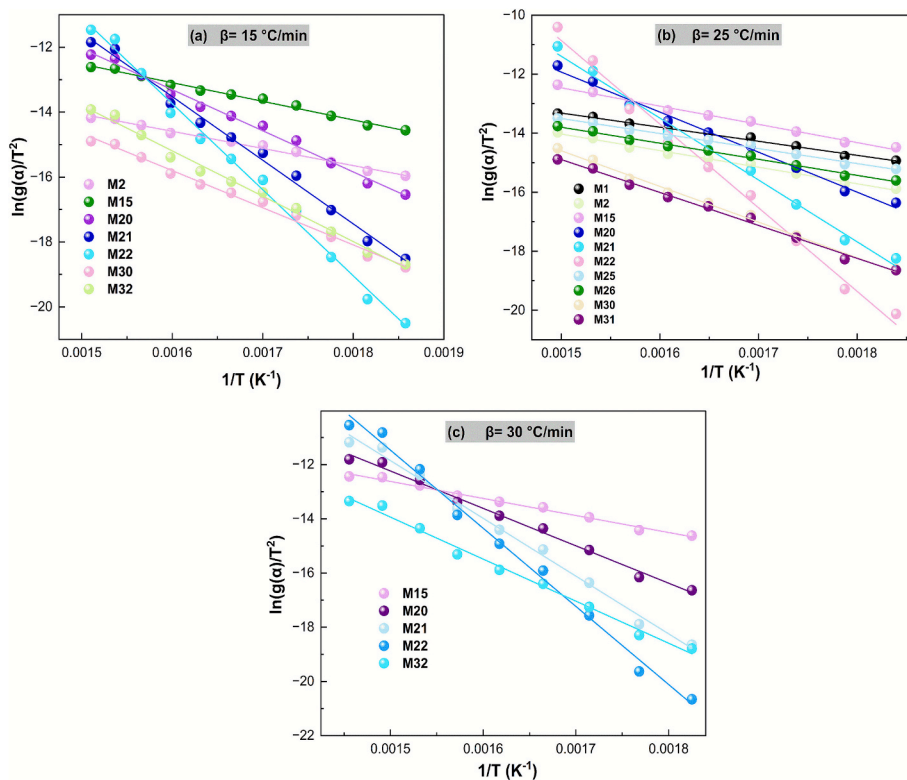 (a) β= 15 °C/min
ln(g(α)/T²)
−12
−14
−16
−18
−20
M2
M15
M20
M21
M22
M30
M32
0.0015 0.0016 0.0017 0.0018 0.0019
1/T (K⁻¹)
(b) β= 25 °C/min
ln(g(α)/T²)
−10
−12
−14
−16
−18
−20
M1
M2
M15
M20
M21
M22
M25
M26
M30
M31
0.0015 0.0016 0.0017 0.0018
1/T (K⁻¹)
(c) β= 30 °C/min
ln(g(α)/T²)
−12
−14
−16
−18
−20
−22
M15
M20
M21
M22
M32
0.0015 0.0016 0.0017 0.0018
1/T (K⁻¹)